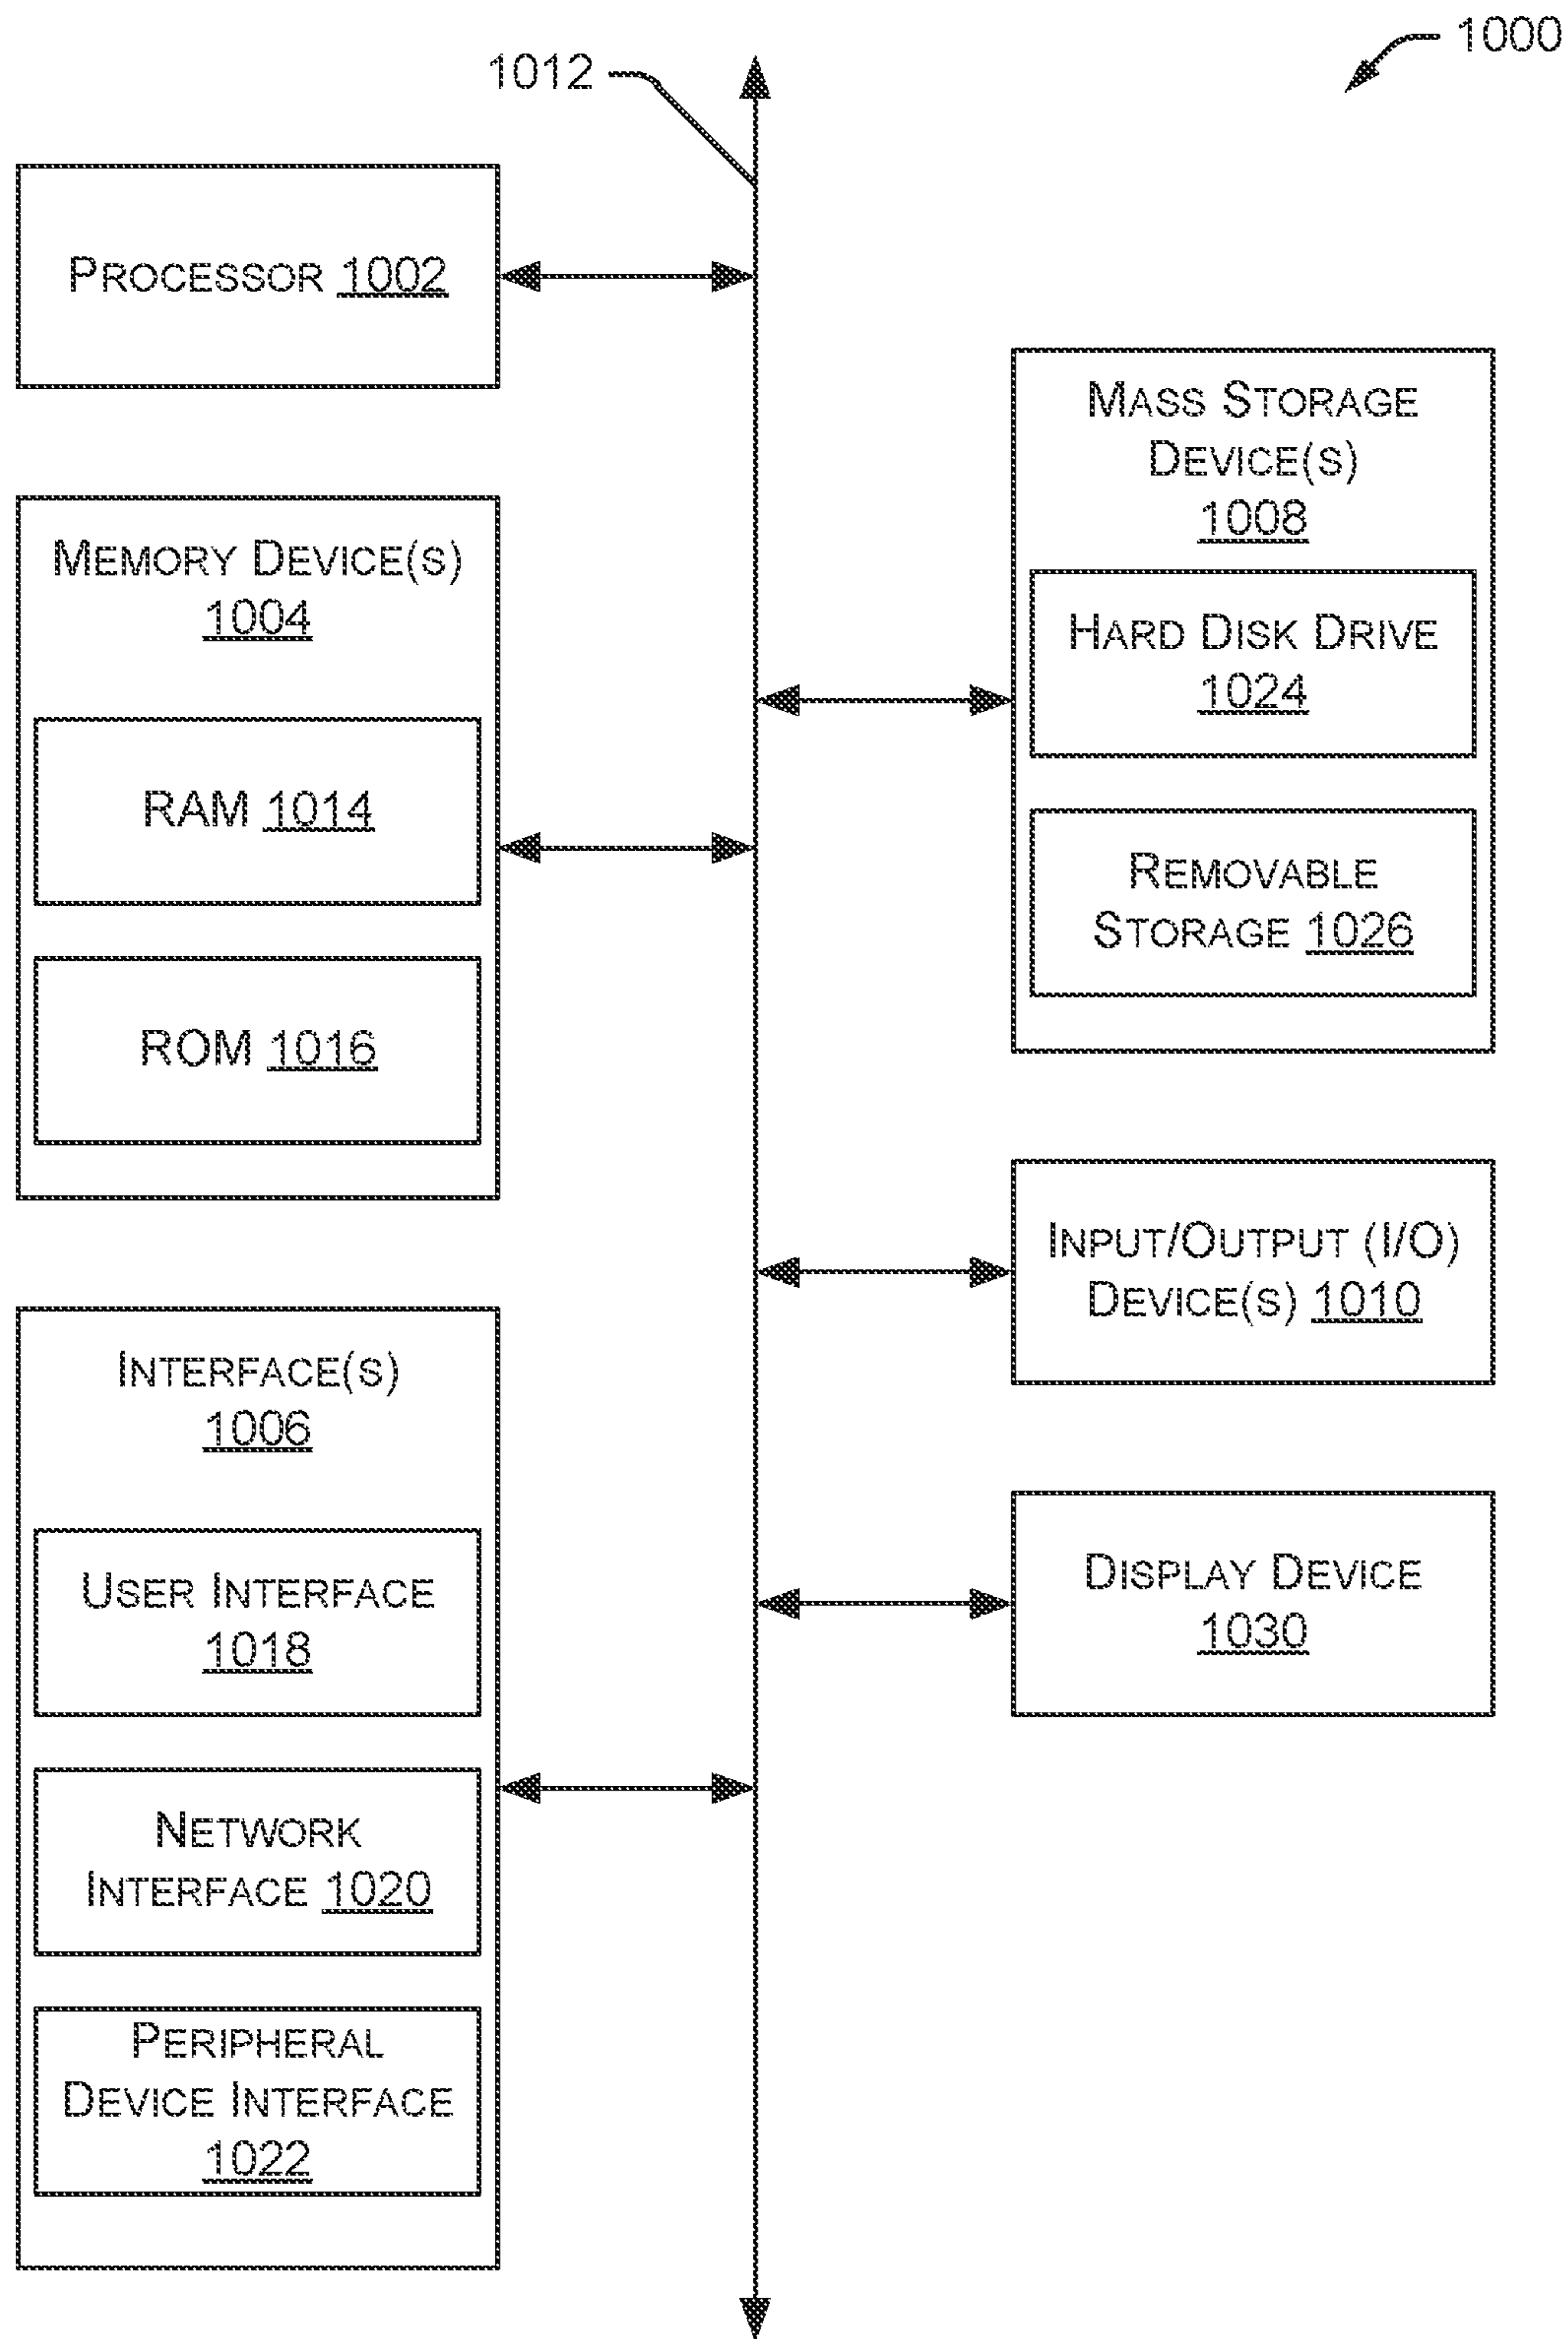 1000
1012
PROCESSOR 1002
MEMORY DEVICE(S)
1004
RAM 1014
ROM 1016
INTERFACE(S)
1006
USER INTERFACE
1018
NETWORK
INTERFACE 1020
PERIPHERAL
DEVICE INTERFACE
1022
MASS STORAGE
DEVICE(S)
1008
HARD DISK DRIVE
1024
REMOVABLE
STORAGE 1026
INPUT/OUTPUT (I/O)
DEVICE(S) 1010
DISPLAY DEVICE
1030